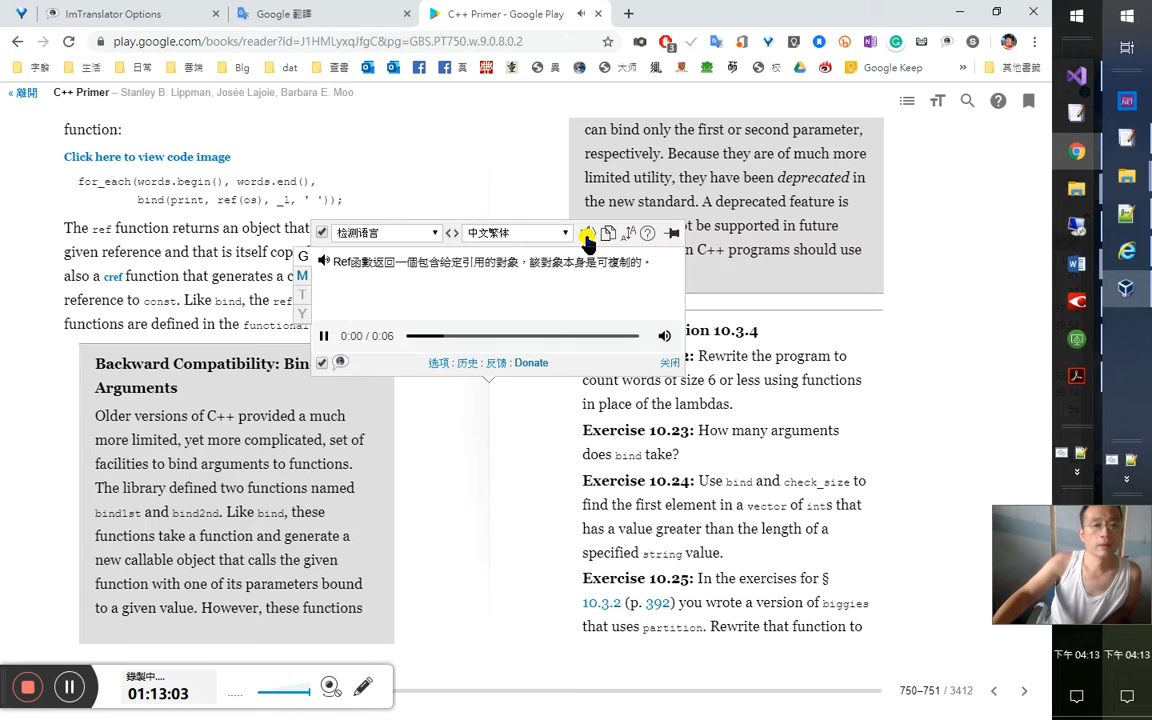 ImTranslator Options
Google 翻譯
C++ Primer - Google Play
play.google.com/books/reader?id=J1HMLyxqJfgC&pg=GBS.PT750.w.9.0.8.0.2
字辭 生活 日常 雲端 Blg dat 查書 真 異 大师 校 Google Keep » 其他書籤
« 離開 C++ Primer – Stanley B. Lippman, Josée Lajoie, Barbara E. Moo
function:
Click here to view code image
for_each(words.begin(), words.end(),
bind(print, ref(os), _1, ' '));
The ref function returns an object that
given reference and that is itself cop
also a cref function that generates a c
reference to const. Like bind, the ref
functions are defined in the functional
Backward Compatibility: Bin
Arguments
Older versions of C++ provided a much
more limited, yet more complicated, set of
facilities to bind arguments to functions.
The library defined two functions named
bind1st and bind2nd. Like bind, these
functions take a function and generate a
new callable object that calls the given
function with one of its parameters bound
to a given value. However, these functions
检测语言
<>
中文繁体
G
M
T
Y
Ref函數返回一個包含给定引用的對象，該對象本身是可複制的。
0:00 / 0:06
选項 : 历史 : 反馈 : Donate
关闭
can bind only the first or second parameter,
respectively. Because they are of much more
limited utility, they have been deprecated in
the new standard. A deprecated feature is
ot be supported in future
n C++ programs should use
ion 10.3.4
2: Rewrite the program to
count words of size 6 or less using functions
in place of the lambdas.
Exercise 10.23: How many arguments
does bind take?
Exercise 10.24: Use bind and check_size to
find the first element in a vector of ints that
has a value greater than the length of a
specified string value.
Exercise 10.25: In the exercises for §
10.3.2 (p. 392) you wrote a version of biggies
that uses partition. Rewrite that function to
750–751 / 3412
錄製中....
01:13:03
下午 04:13 下午 04:13